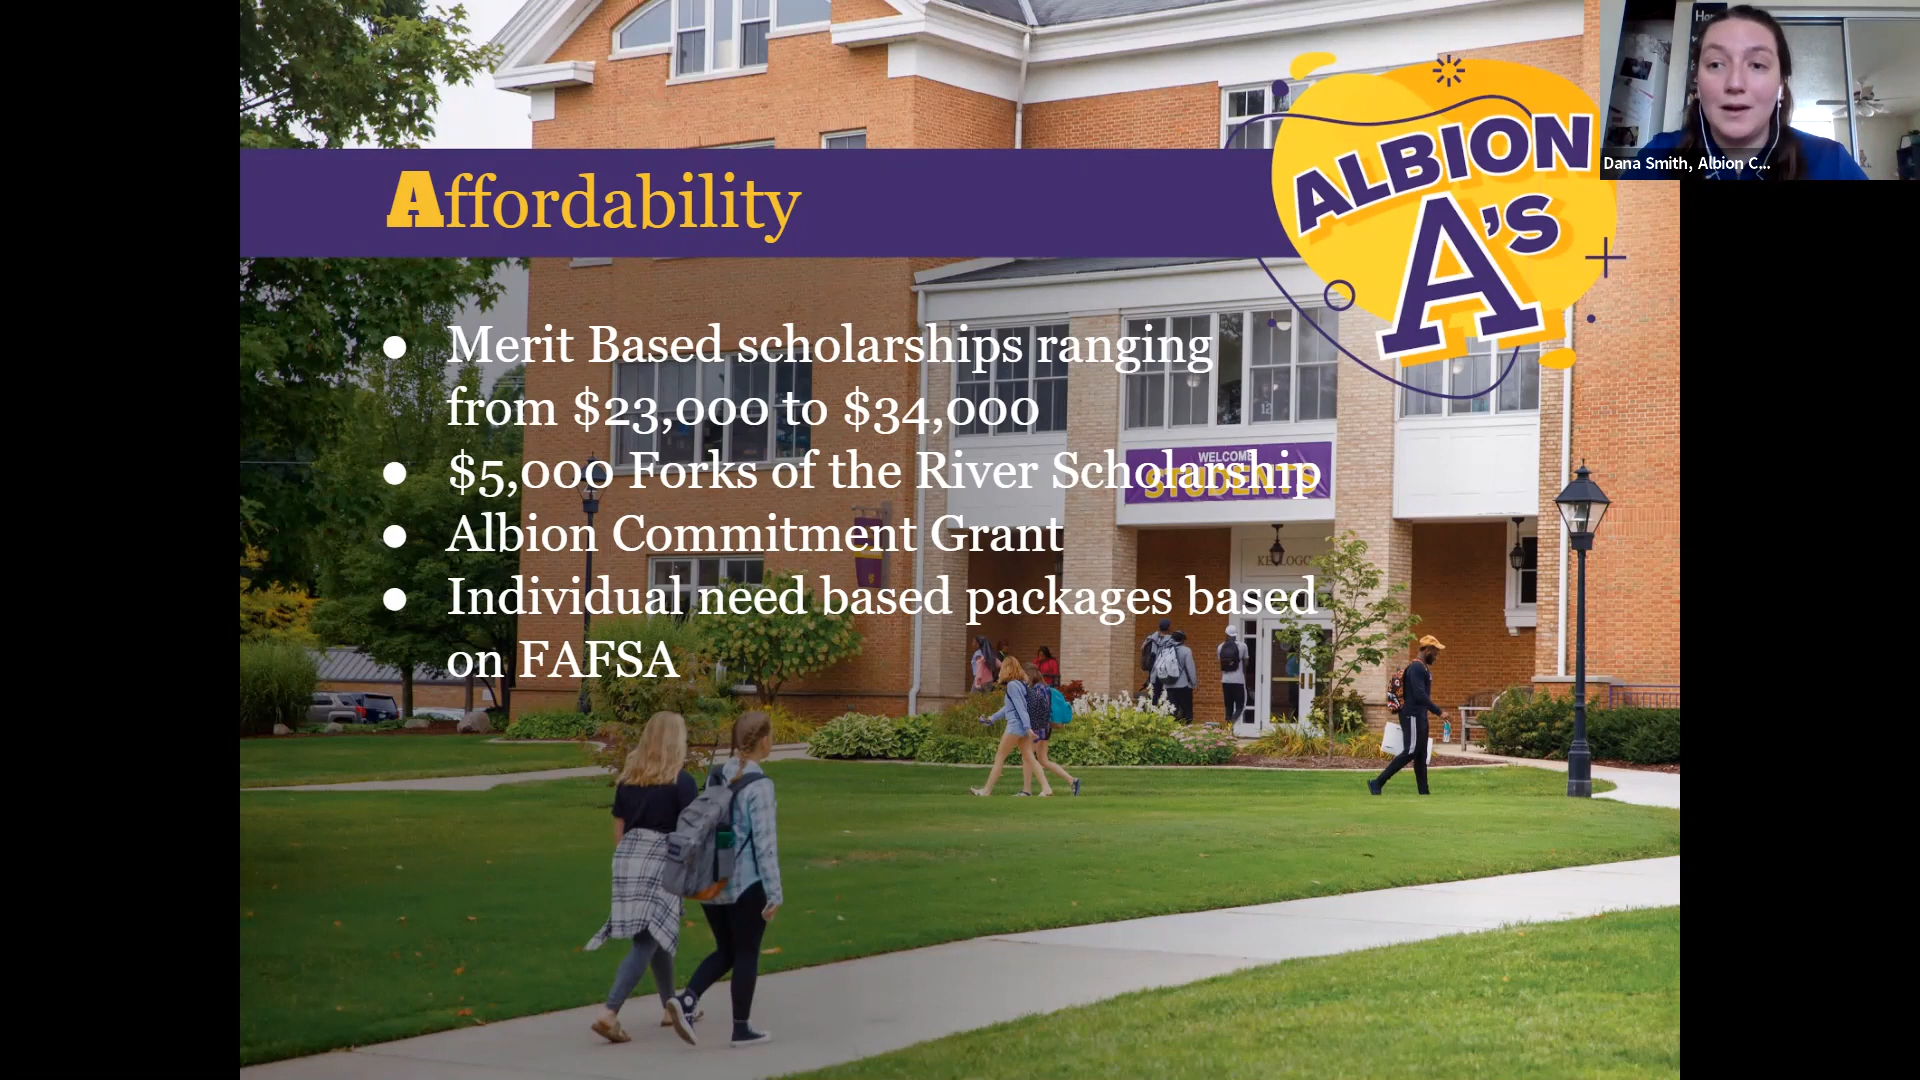 Affordability
ALBION
A's
Merit Based scholarships ranging
from $23,000 to $34,000
$5,000 Forks of the River Scholarship
Albion Commitment Grant
Individual need based packages based
on FAFSA
WELCOME
STUDENTS
Dana Smith, Albion C...